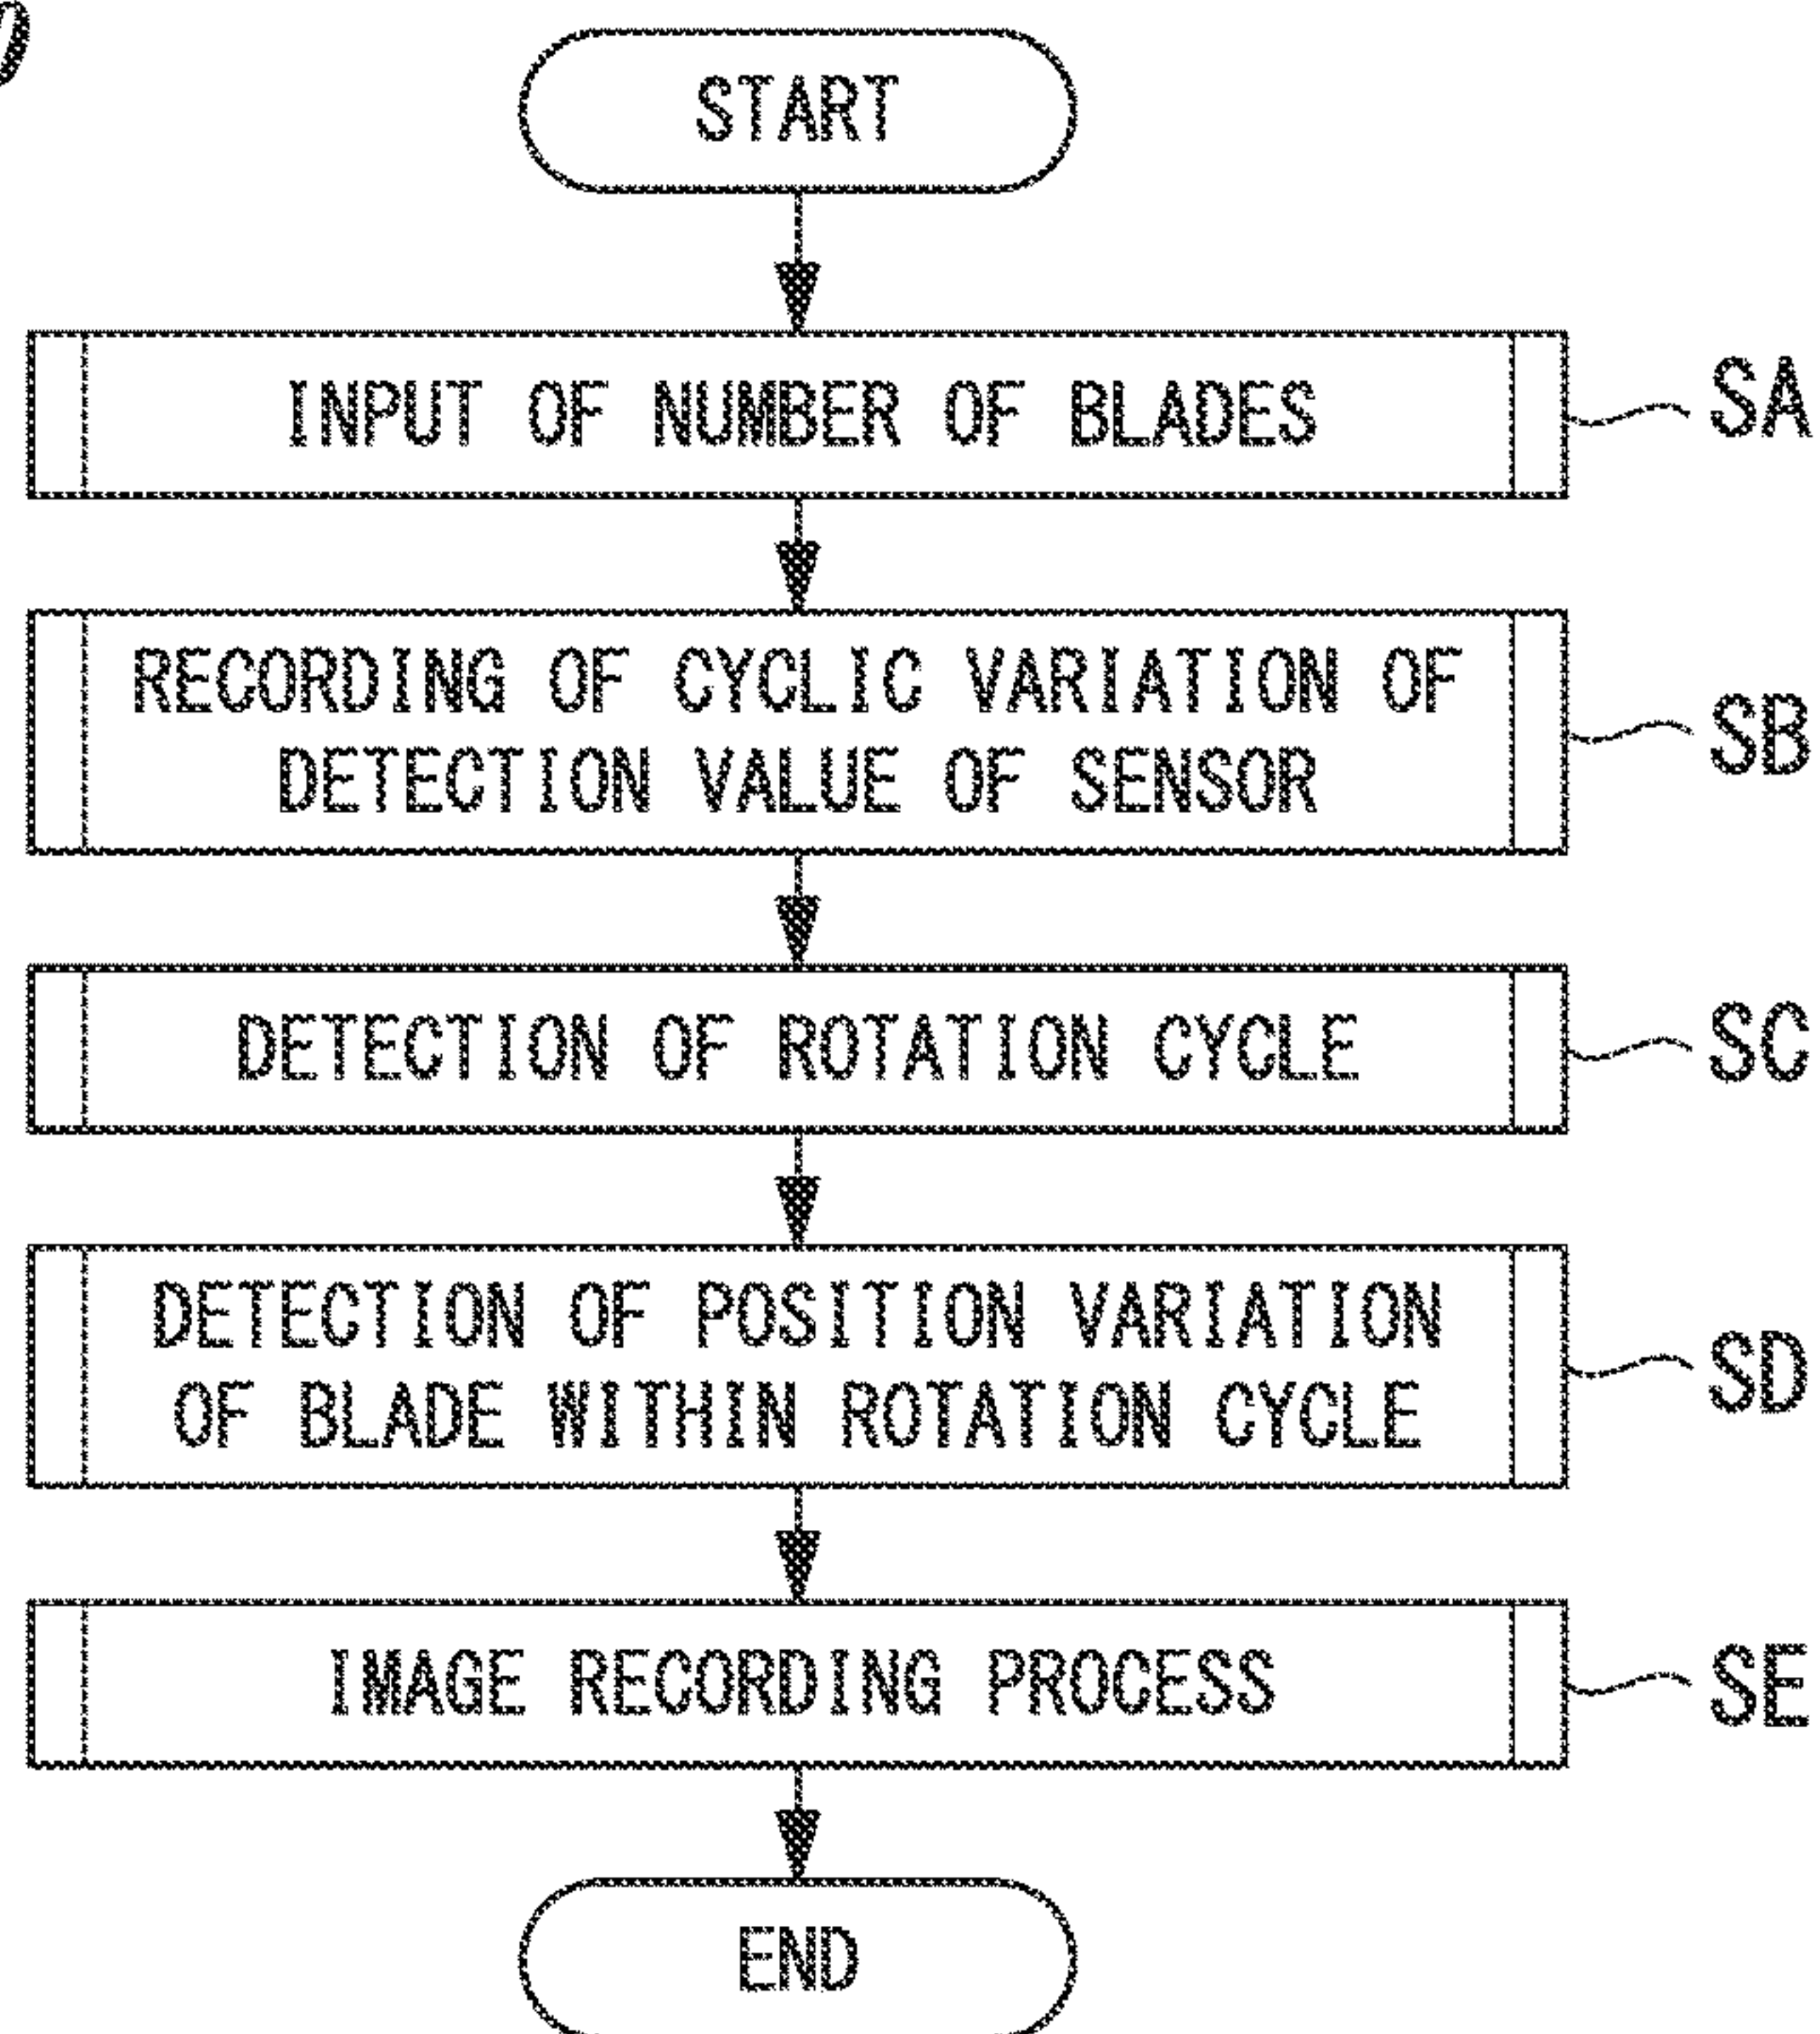 START
INPUT OF NUMBER OF BLADES
SA
RECORDING OF CYCLIC VARIATION OF
DETECTION VALUE OF SENSOR
SB
DETECTION OF ROTATION CYCLE
SC
DETECTION OF POSITION VARIATION
OF BLADE WITHIN ROTATION CYCLE
SD
IMAGE RECORDING PROCESS
SE
END